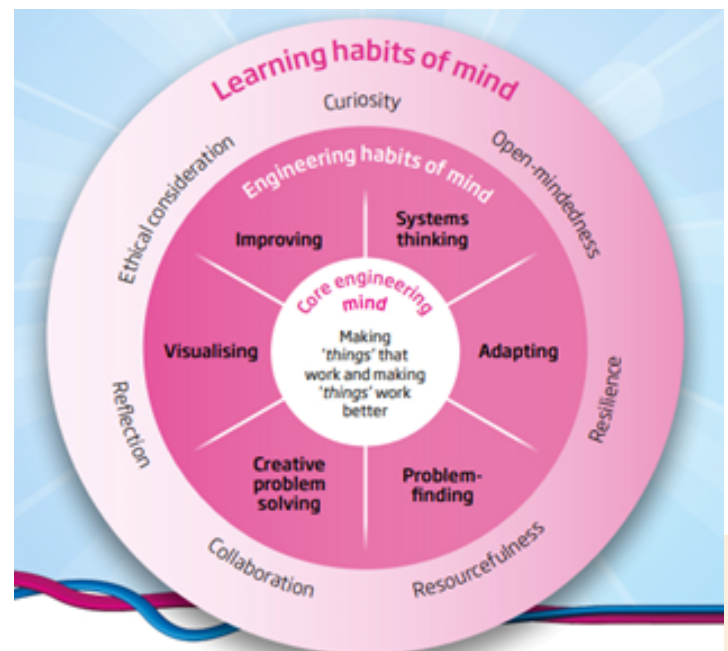 Learning habits of mind
Curiosity
Open-mindedness
Resilience
Resourcefulness
Collaboration
Reflection
Ethical consideration
Engineering habits of mind
Systems
thinking
Adapting
Problem-
finding
Creative
problem
solving
Visualising
Improving
Core engineering
mind
Making
'things' that
work and making
'things' work
better